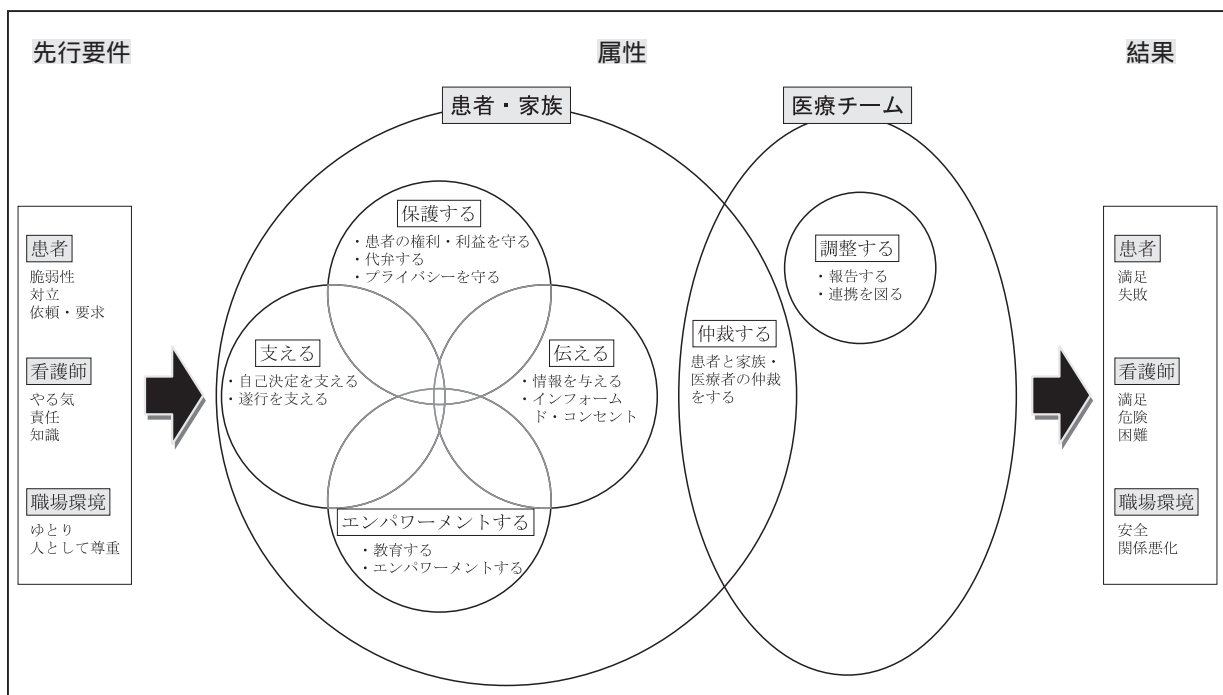 先行要件
属性
結果
患者・家族
医療チーム
患者
脆弱性
対立
依頼・要求
看護師
やる気
責任
知識
職場環境
ゆとり
人として尊重
保護する
・患者の権利・利益を守る
・代弁する
・プライバシーを守る
支える
・自己決定を支える
・遂行を支える
伝える
・情報を与える
・インフォーム
ド・コンセント
エンパワーメントする
・教育する
・エンパワーメントする
仲裁する
患者と家族・
医療者の仲裁
をする
調整する
・報告する
・連携を図る
患者
満足
失敗
看護師
満足
危険
困難
職場環境
安全
関係悪化